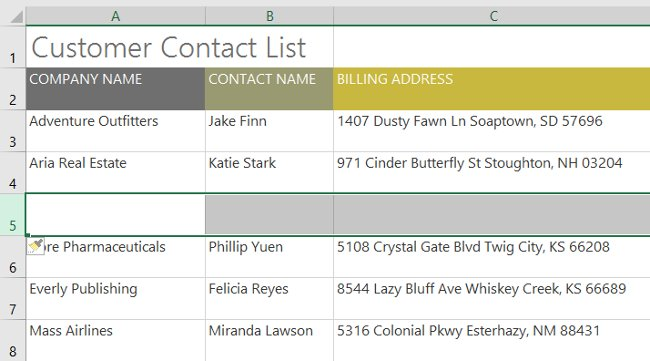 A B C
1 Customer Contact List
2 COMPANY NAME CONTACT NAME BILLING ADDRESS
3 Adventure Outfitters Jake Finn 1407 Dusty Fawn Ln Soaptown, SD 57696
4 Aria Real Estate Katie Stark 971 Cinder Butterfly St Stoughton, NH 03204
5
6 re Pharmaceuticals Phillip Yuen 5108 Crystal Gate Blvd Twig City, KS 66208
7 Everly Publishing Felicia Reyes 8544 Lazy Bluff Ave Whiskey Creek, KS 66689
8 Mass Airlines Miranda Lawson 5316 Colonial Pkwy Esterhazy, NM 88431